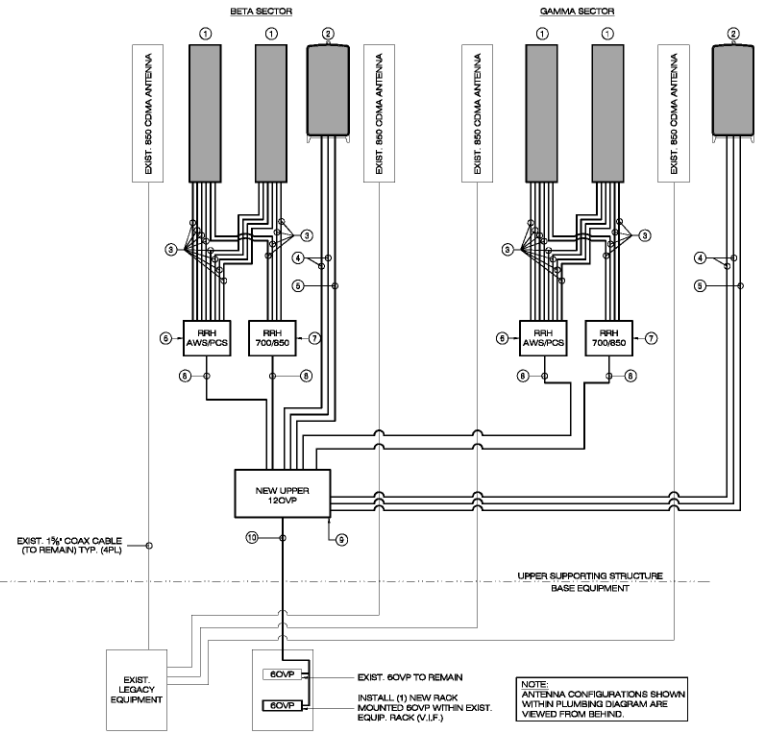 BETA SECTOR
GAMMA SECTOR
1
1
2
1
1
2
EXIST. 850 CDMA ANTENNA
EXIST. 850 CDMA ANTENNA
EXIST. 850 CDMA ANTENNA
EXIST. 850 CDMA ANTENNA
3
3
3
3
4
4
5
5
6
RRH
AWS/PCS
RRH
700/850
7
6
RRH
AWS/PCS
RRH
700/850
7
8
8
8
8
NEW UPPER
12OVP
10
9
EXIST. 1⅝" COAX CABLE
(TO REMAIN) TYP. (4PL)
UPPER SUPPORTING STRUCTURE
BASE EQUIPMENT
EXIST.
LEGACY
EQUIPMENT
6OVP
EXIST. 6OVP TO REMAIN
6OVP
INSTALL (1) NEW RACK
MOUNTED 6OVP WITHIN EXIST.
EQUIP. RACK (V.I.F.)
NOTE:
ANTENNA CONFIGURATIONS SHOWN
WITHIN PLUMBING DIAGRAM ARE
VIEWED FROM BEHIND.